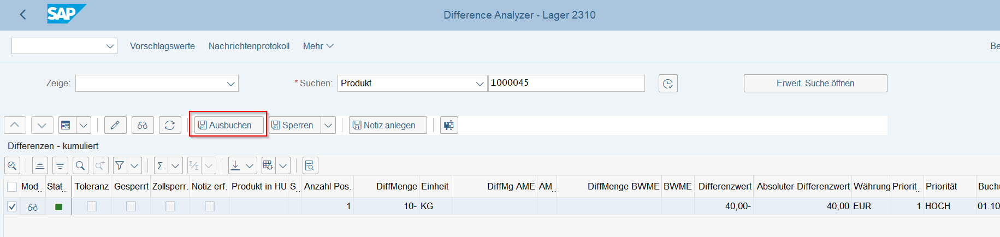 SAP
Difference Analyzer - Lager 2310
Vorschlagswerte Nachrichtenprotokoll Mehr Be
Zeige: *Suchen: Produkt 1000045 Erweit. Suche öffnen
Ausbuchen Sperren Notiz anlegen
Differenzen - kumuliert
Mod... Stat... Toleranz Gesperrt Zollsperr. Notiz erf. Produkt in HU S... Anzahl Pos. DiffMenge Einheit DiffMg AME AM... DiffMenge BWME BWME Differenzwert Absoluter Differenzwert Währung Priorit... Priorität Buchu
1 10- KG 40,00- 40,00 EUR 1 HOCH 01.10